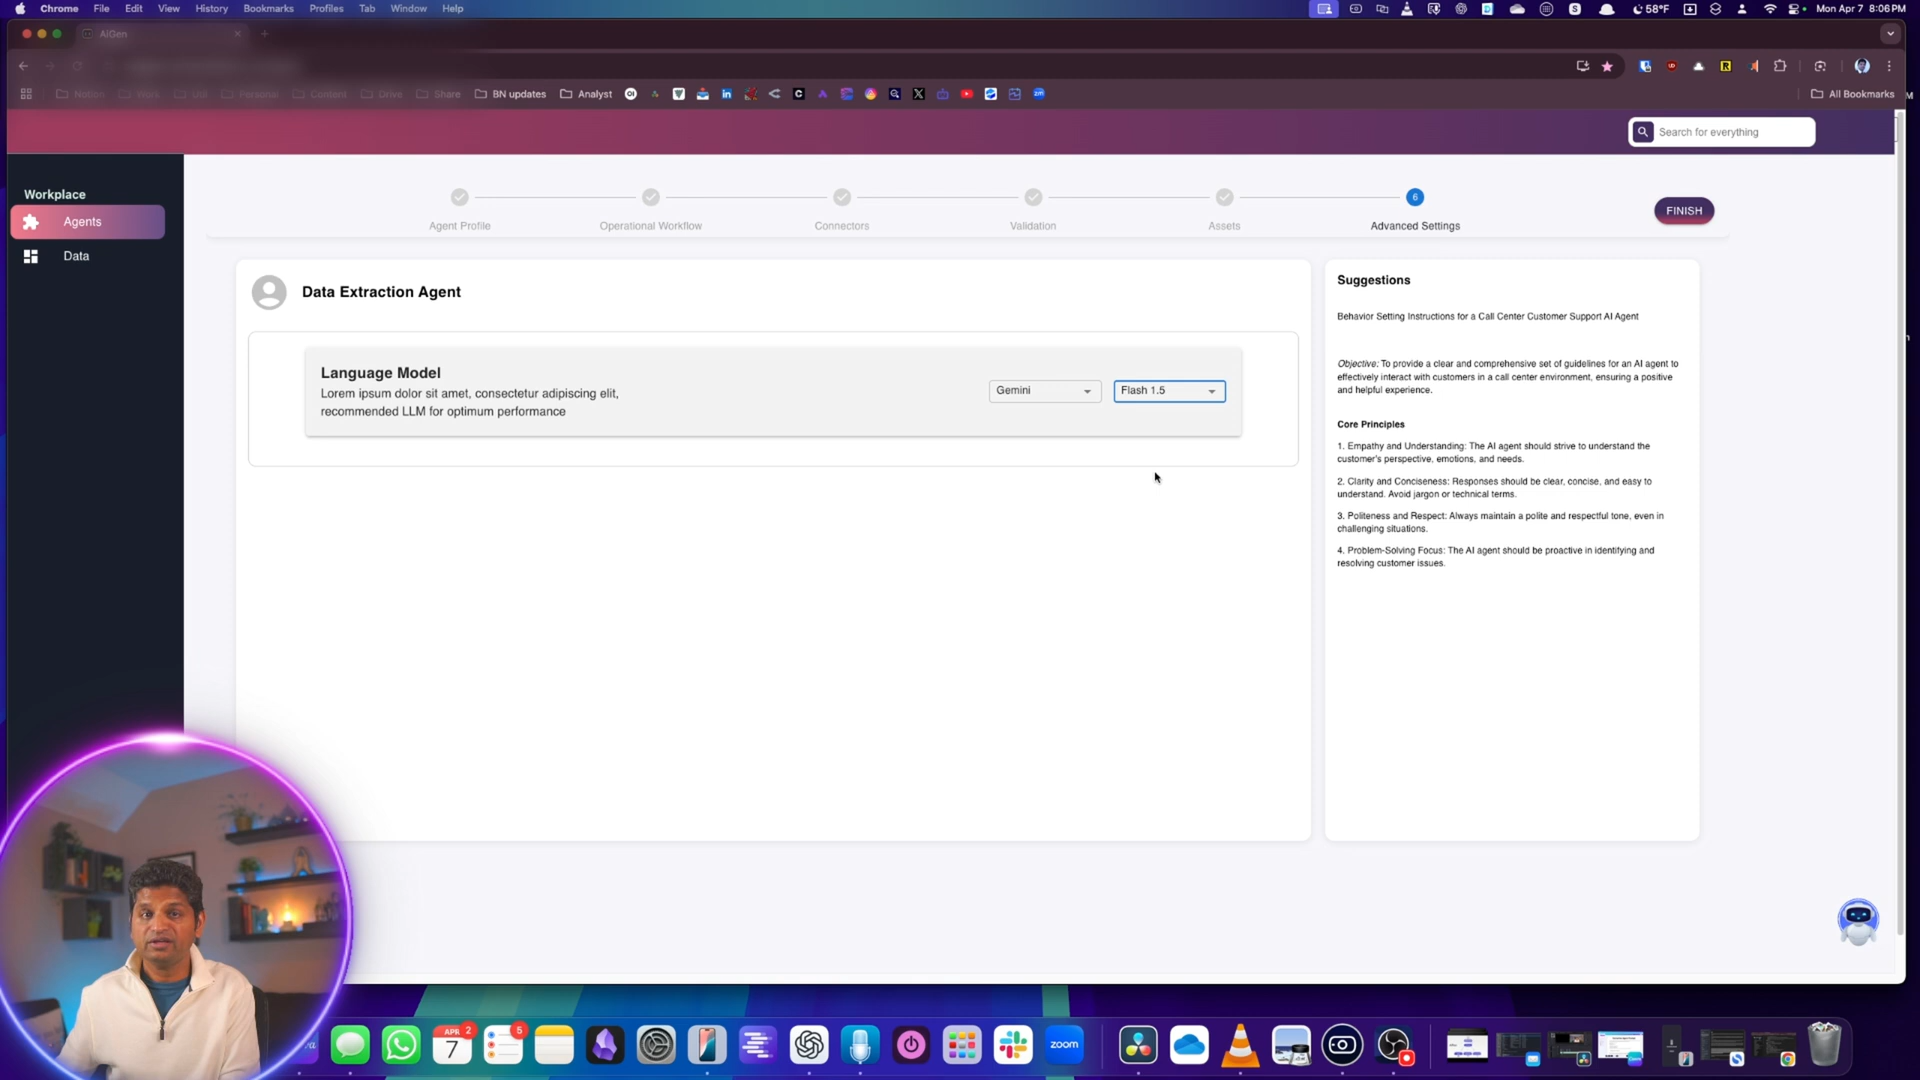 Chrome File Edit View History Bookmarks Profiles Tab Window Help
58°F
Mon Apr 7 8:06 PM
AIGen
Notion
Work
Personal
Content
Drive
Share
BN updates
Analyst
All Bookmarks
Search for everything
Workplace
Agents
Data
Agent Profile
Operational Workflow
Connectors
Validation
Assets
6
Advanced Settings
FINISH
Data Extraction Agent
Language Model
Lorem ipsum dolor sit amet, consectetur adipiscing elit,
recommended LLM for optimum performance
Gemini
Flash 1.5
Suggestions
Behavior Setting Instructions for a Call Center Customer Support AI Agent
Objective: To provide a clear and comprehensive set of guidelines for an AI agent to
effectively interact with customers in a call center environment, ensuring a positive
and helpful experience.
Core Principles
1. Empathy and Understanding: The AI agent should strive to understand the
customer's perspective, emotions, and needs.
2. Clarity and Conciseness: Responses should be clear, concise, and easy to
understand. Avoid jargon or technical terms.
3. Politeness and Respect: Always maintain a polite and respectful tone, even in
challenging situations.
4. Problem-Solving Focus: The AI agent should be proactive in identifying and
resolving customer issues.
APR
2
7
5
zoom